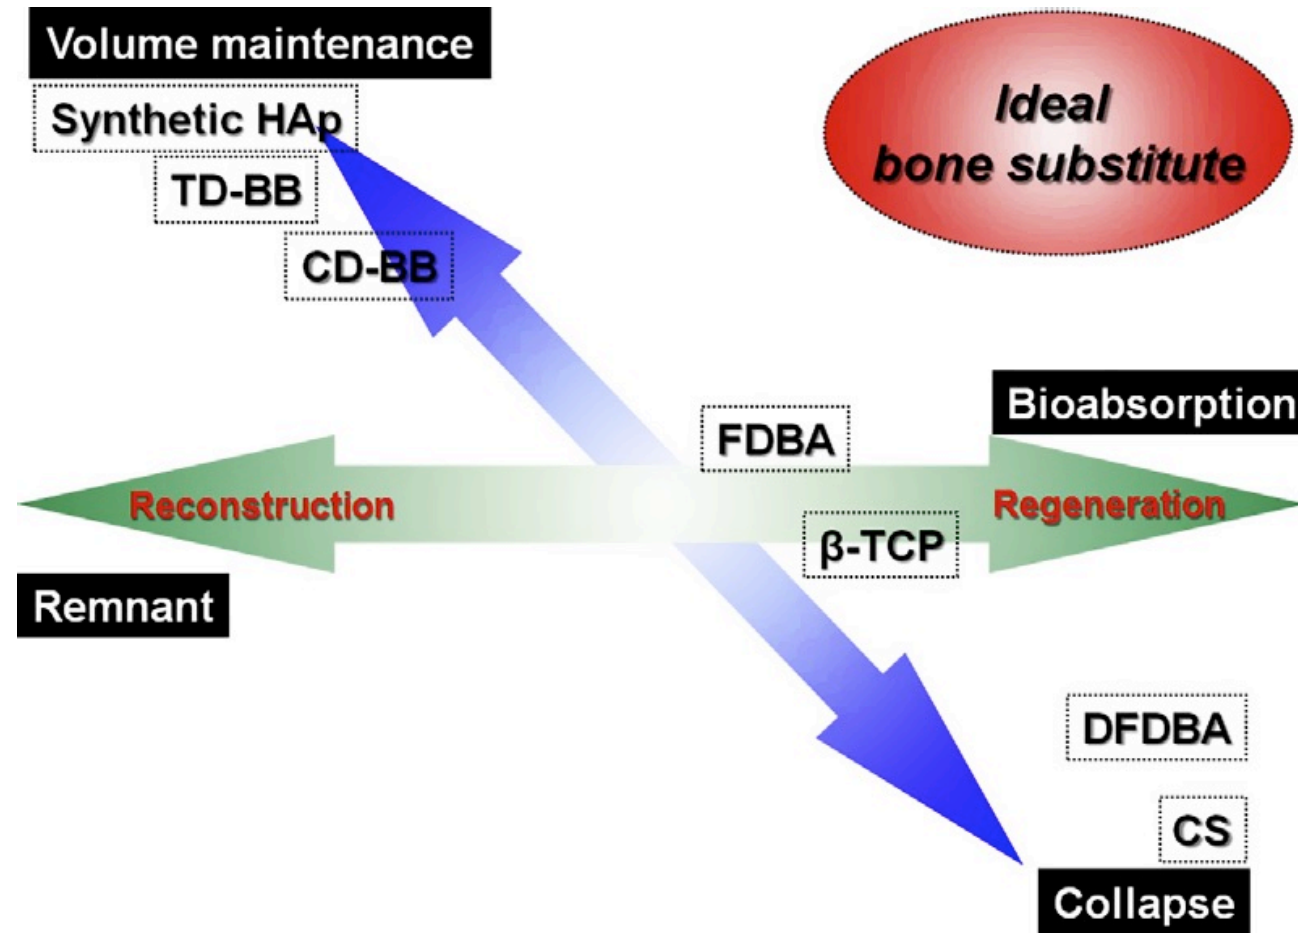 Volume maintenance
Ideal
bone substitute
Synthetic HAp
TD-BB
CD-BB
Bioabsorption
FDBA
Reconstruction
Regeneration
β-TCP
Remnant
DFDBA
CS
Collapse